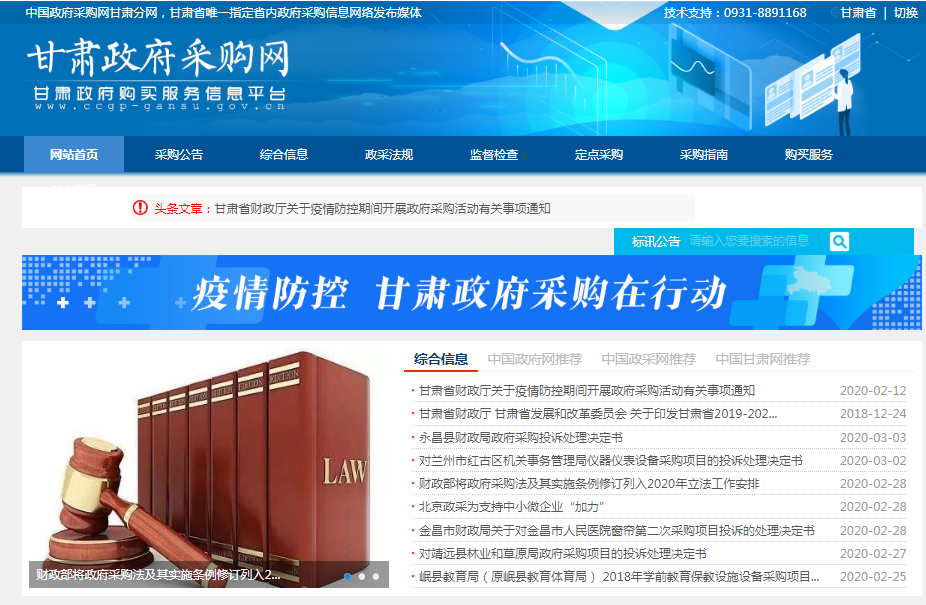 中国政府采购网甘肃分网，甘肃省唯一指定省内政府采购信息网络发布媒体
技术支持：0931-8891168 甘肃省 | 切换
甘肃政府采购网
甘肃政府购买服务信息平台
www.ccgp-gansu.gov.cn
网站首页 采购公告 综合信息 政采法规 监督检查 定点采购 采购指南 购买服务
头条文章：甘肃省财政厅关于疫情防控期间开展政府采购活动有关事项通知
标讯公告 请输入您要搜索的信息
疫情防控 甘肃政府采购在行动
综合信息 中国政府网推荐 中国政采网推荐 中国甘肃网推荐
甘肃省财政厅关于疫情防控期间开展政府采购活动有关事项通知 2020-02-12
甘肃省财政厅 甘肃省发展和改革委员会 关于印发甘肃省2019-202... 2018-12-24
永昌县财政局政府采购投诉处理决定书 2020-03-03
对兰州市红古区机关事务管理局仪器仪表设备采购项目的投诉处理决定书 2020-03-02
财政部将政府采购法及其实施条例修订列入2020年立法工作安排 2020-02-28
北京政采为支持中小微企业“加力” 2020-02-28
金昌市财政局关于对金昌市人民医院窗帘第二次采购项目投诉的处理决定书 2020-02-28
对靖远县林业和草原局政府采购项目的投诉处理决定书 2020-02-27
岷县教育局（原岷县教育体育局） 2018年学前教育保教设施设备采购项目... 2020-02-25
EDITION EDITION EDITION EDITION EDITION
LAW
财政部将政府采购法及其实施条例修订列入2...